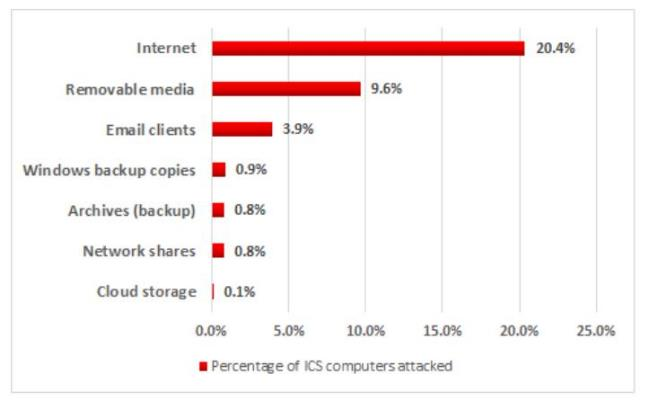 Internet 20.4%
Removable media 9.6%
Email clients 3.9%
Windows backup copies 0.9%
Archives (backup) 0.8%
Network shares 0.8%
Cloud storage 0.1%
0.0% 5.0% 10.0% 15.0% 20.0% 25.0%
Percentage of ICS computers attacked